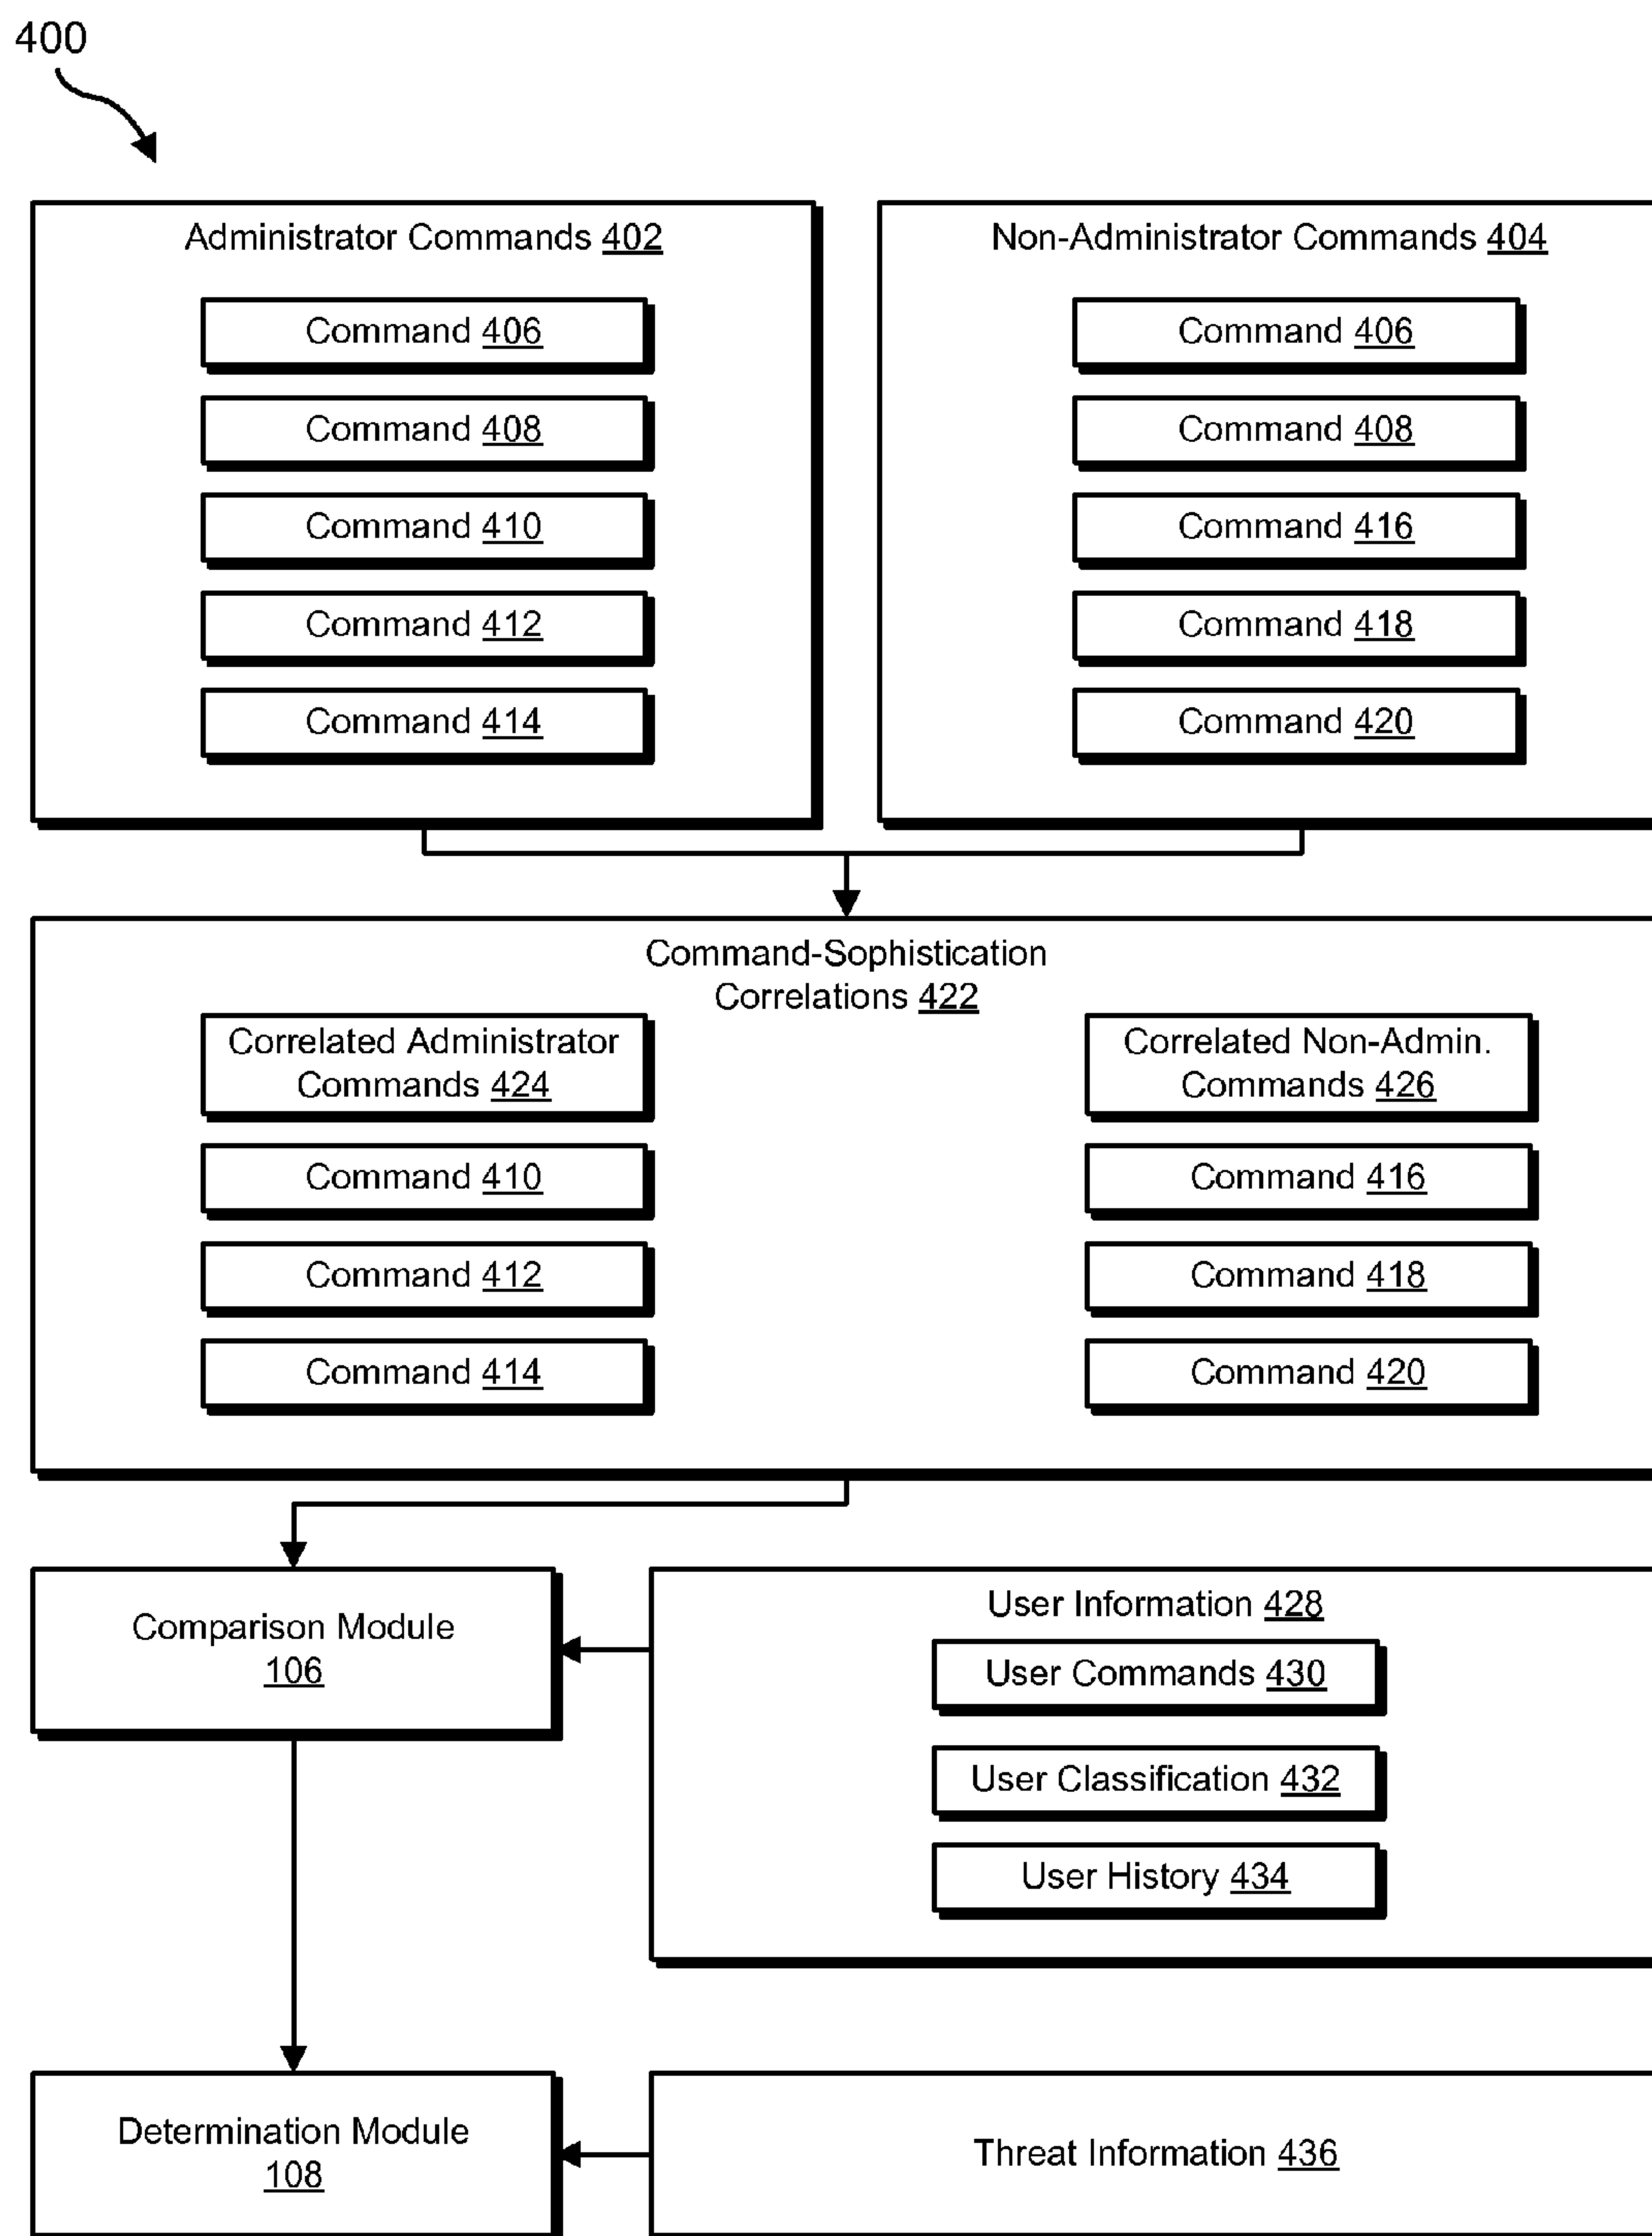 400
Administrator Commands 402
Command 406
Command 408
Command 410
Command 412
Command 414
Non-Administrator Commands 404
Command 406
Command 408
Command 416
Command 418
Command 420
Command-Sophistication
Correlations 422
Correlated Administrator
Commands 424
Command 410
Command 412
Command 414
Correlated Non-Admin.
Commands 426
Command 416
Command 418
Command 420
Comparison Module
106
User Information 428
User Commands 430
User Classification 432
User History 434
Determination Module
108
Threat Information 436